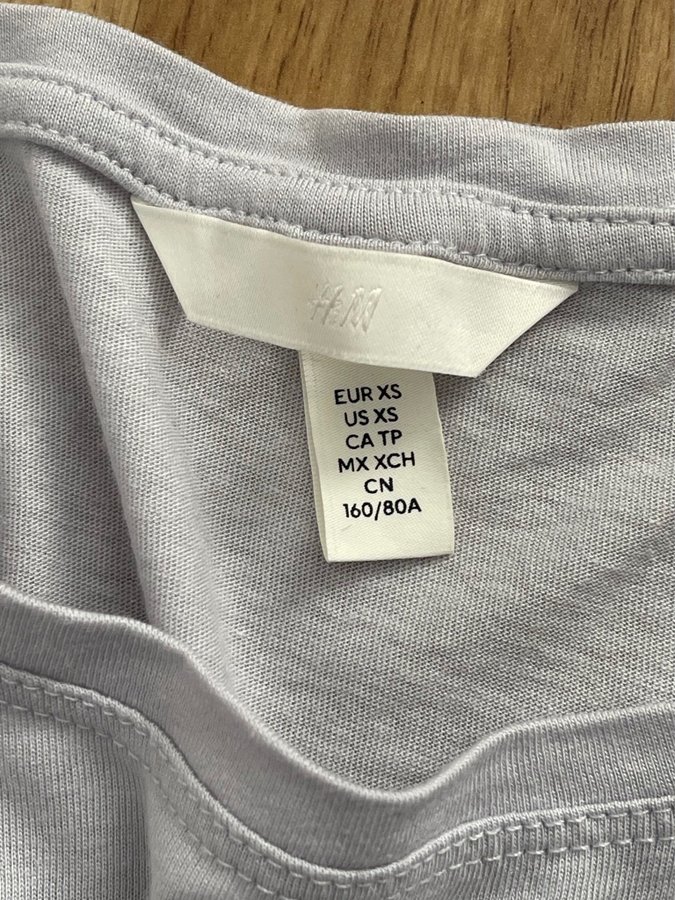 H&M
EUR XS
US XS
CA TP
MX XCH
CN
160/80A